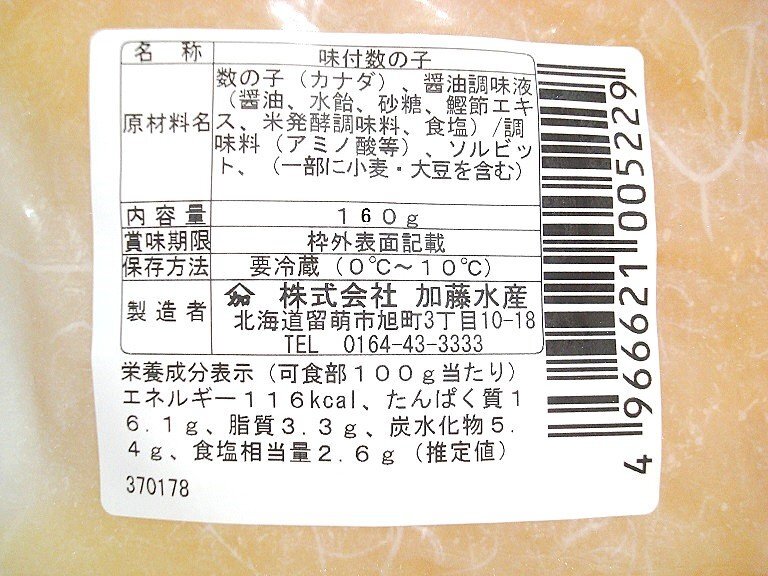 名称 味付数の子
原材料名 数の子（カナダ）、醤油調味液
（醤油、水飴、砂糖、鰹節エキ
ス、米発酵調味料、食塩）/調
味料（アミノ酸等）、ソルビッ
ト、（一部に小麦・大豆を含む）
内容量 １６０ｇ
賞味期限 枠外表面記載
保存方法 要冷蔵（０℃～１０℃）
製造者 株式会社 加藤水産
北海道留萌市旭町3丁目10-18
TEL 0164-43-3333
栄養成分表示（可食部１００ｇ当たり）
エネルギー１１６kcal、たんぱく質１
６.１ｇ、脂質３.３ｇ、炭水化物５.
４ｇ、食塩相当量２.６ｇ（推定値）
370178
4966621005229